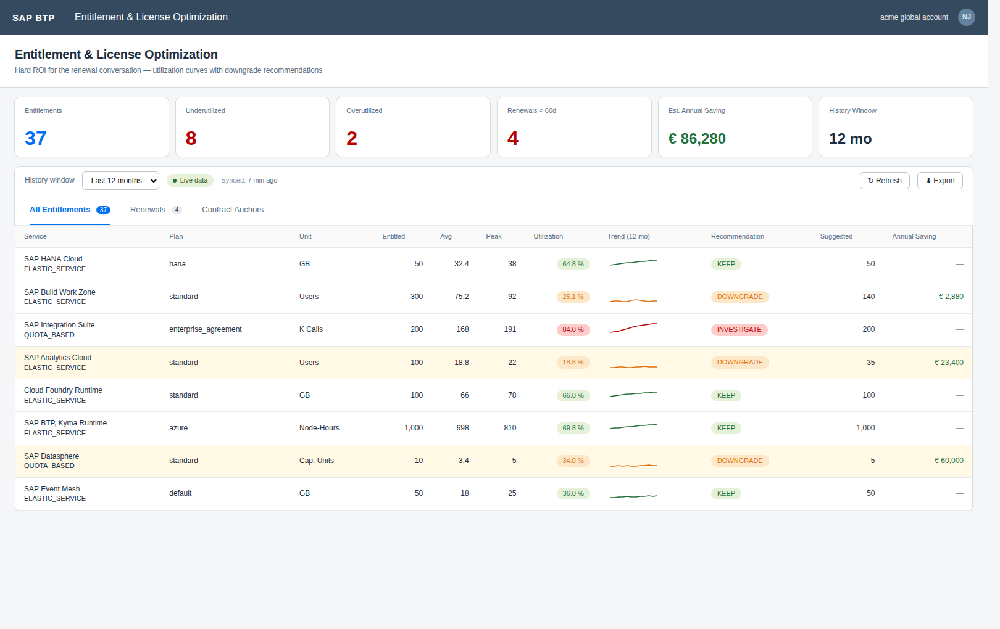 SAP BTP Entitlement & License Optimization acme global account NJ
Entitlement & License Optimization
Hard ROI for the renewal conversation — utilization curves with downgrade recommendations
Entitlements Underutilized Overutilized Renewals < 60d Est. Annual Saving History Window
37 8 2 4 € 86,280 12 mo
History window Last 12 months Live data Synced: 7 min ago ↻ Refresh ⬇ Export
All Entitlements 37 Renewals 4 Contract Anchors
Service Plan Unit Entitled Avg Peak Utilization Trend (12 mo) Recommendation Suggested Annual Saving
SAP HANA Cloud
ELASTIC_SERVICE
hana GB 50 32.4 38 64.8 % KEEP 50 —
SAP Build Work Zone
ELASTIC_SERVICE
standard Users 300 75.2 92 25.1 % DOWNGRADE 140 € 2,880
SAP Integration Suite
QUOTA_BASED
enterprise_agreement K Calls 200 168 191 84.0 % INVESTIGATE 200 —
SAP Analytics Cloud
ELASTIC_SERVICE
standard Users 100 18.8 22 18.8 % DOWNGRADE 35 € 23,400
Cloud Foundry Runtime
ELASTIC_SERVICE
standard GB 100 66 78 66.0 % KEEP 100 —
SAP BTP, Kyma Runtime
ELASTIC_SERVICE
azure Node-Hours 1,000 698 810 69.8 % KEEP 1,000 —
SAP Datasphere
QUOTA_BASED
standard Cap. Units 10 3.4 5 34.0 % DOWNGRADE 5 € 60,000
SAP Event Mesh
ELASTIC_SERVICE
default GB 50 18 25 36.0 % KEEP 50 —